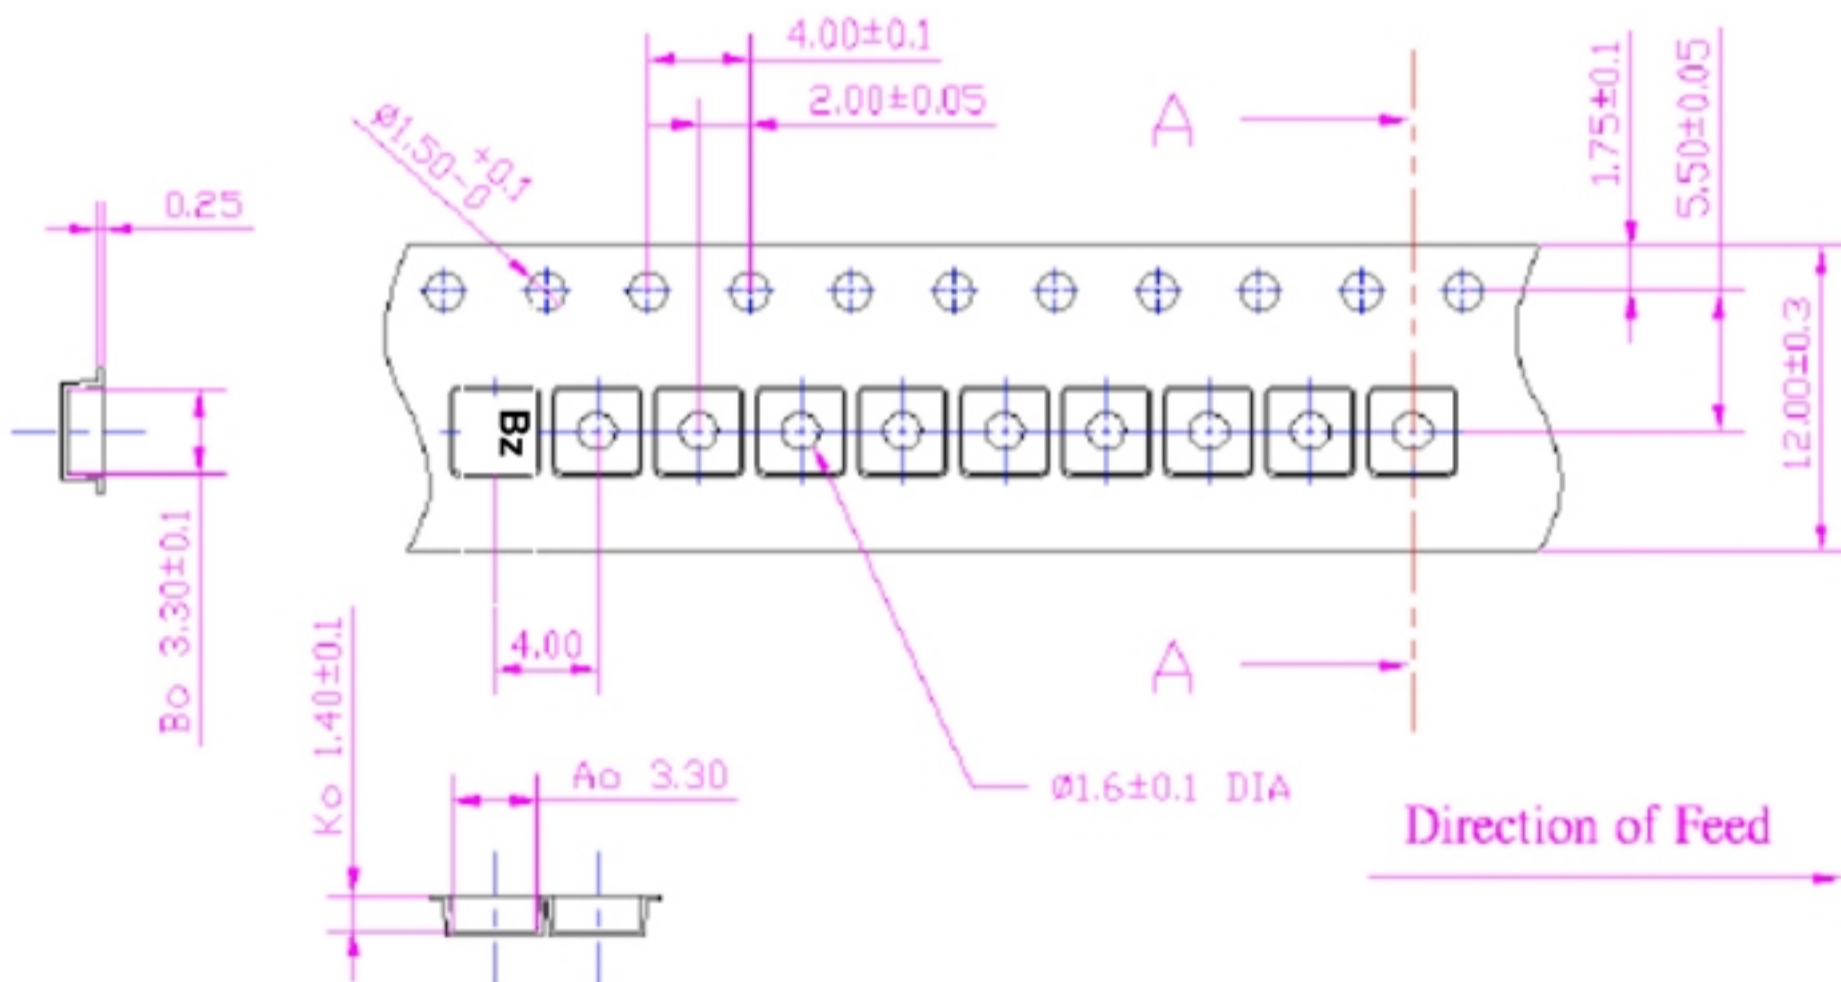 4.00±0.1
2.00±0.05
Ø1.50 +0.1
-0
A
1.75±0.1
5.50±0.05
0.25
12.00±0.3
Bz
Bo 3.30±0.1
4.00
A
Ko 1.40±0.1
Ao 3.30
Ø1.6±0.1 DIA
Direction of Feed